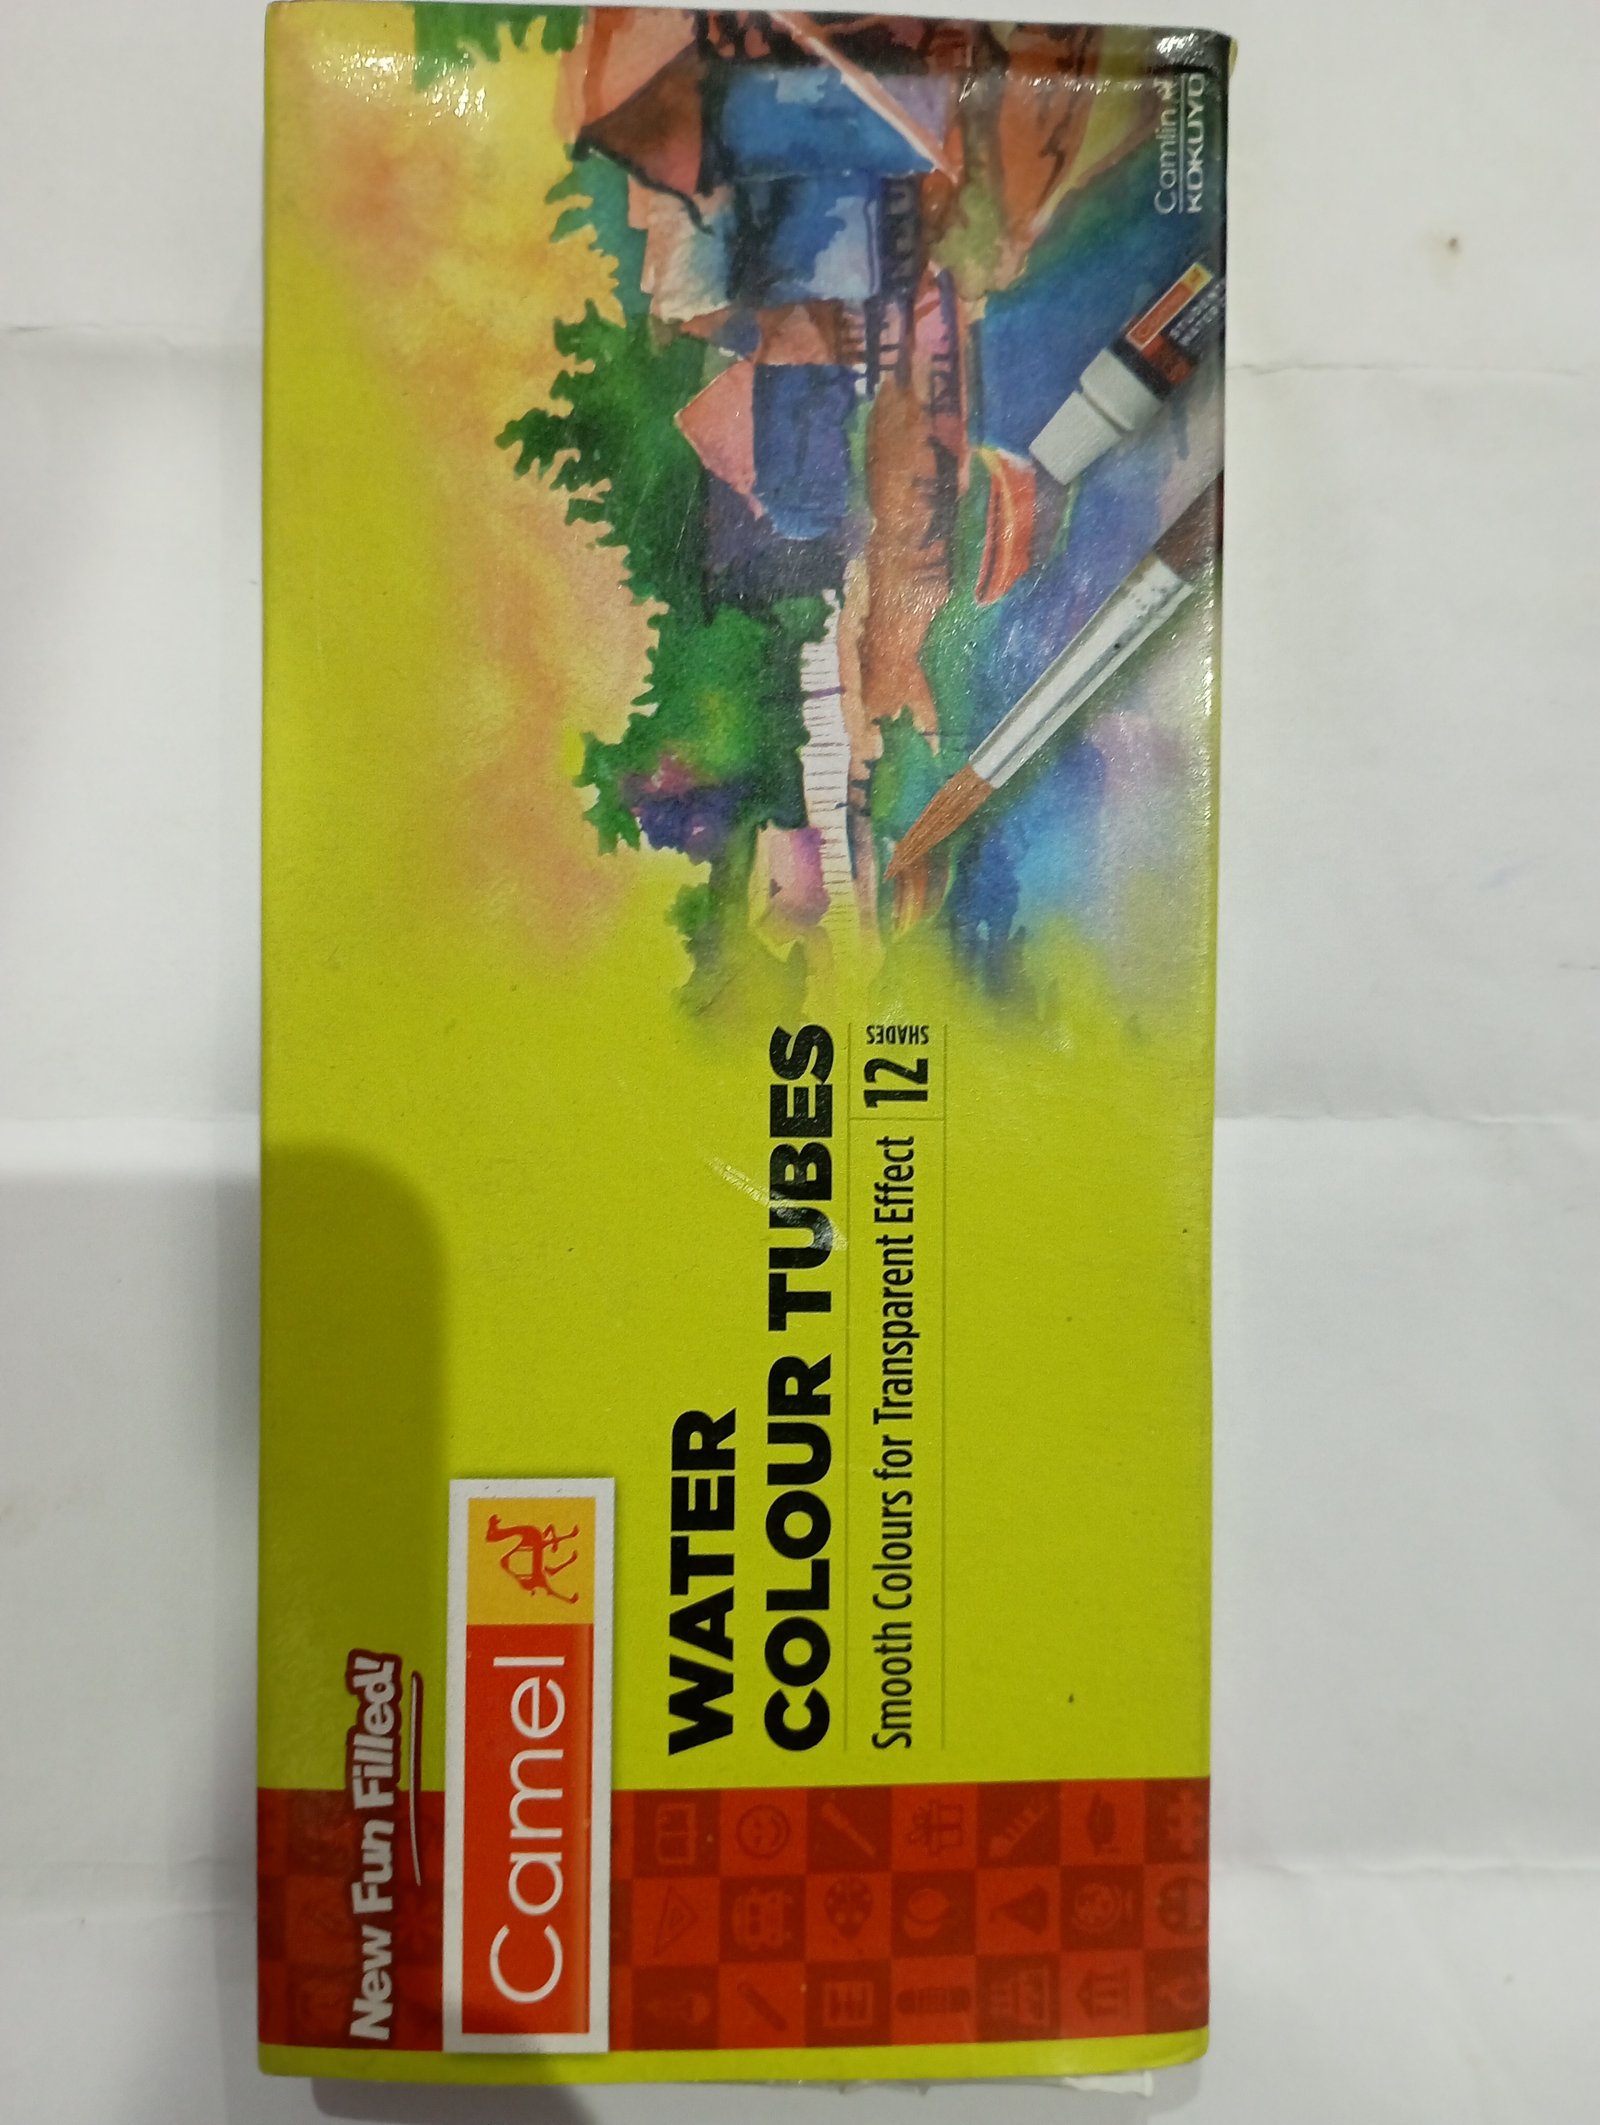 New Fun Filled!
Camel
WATER
COLOUR TUBES
Smooth Colours for Transparent Effect
12
SHADES
Camlin
KOKUYO